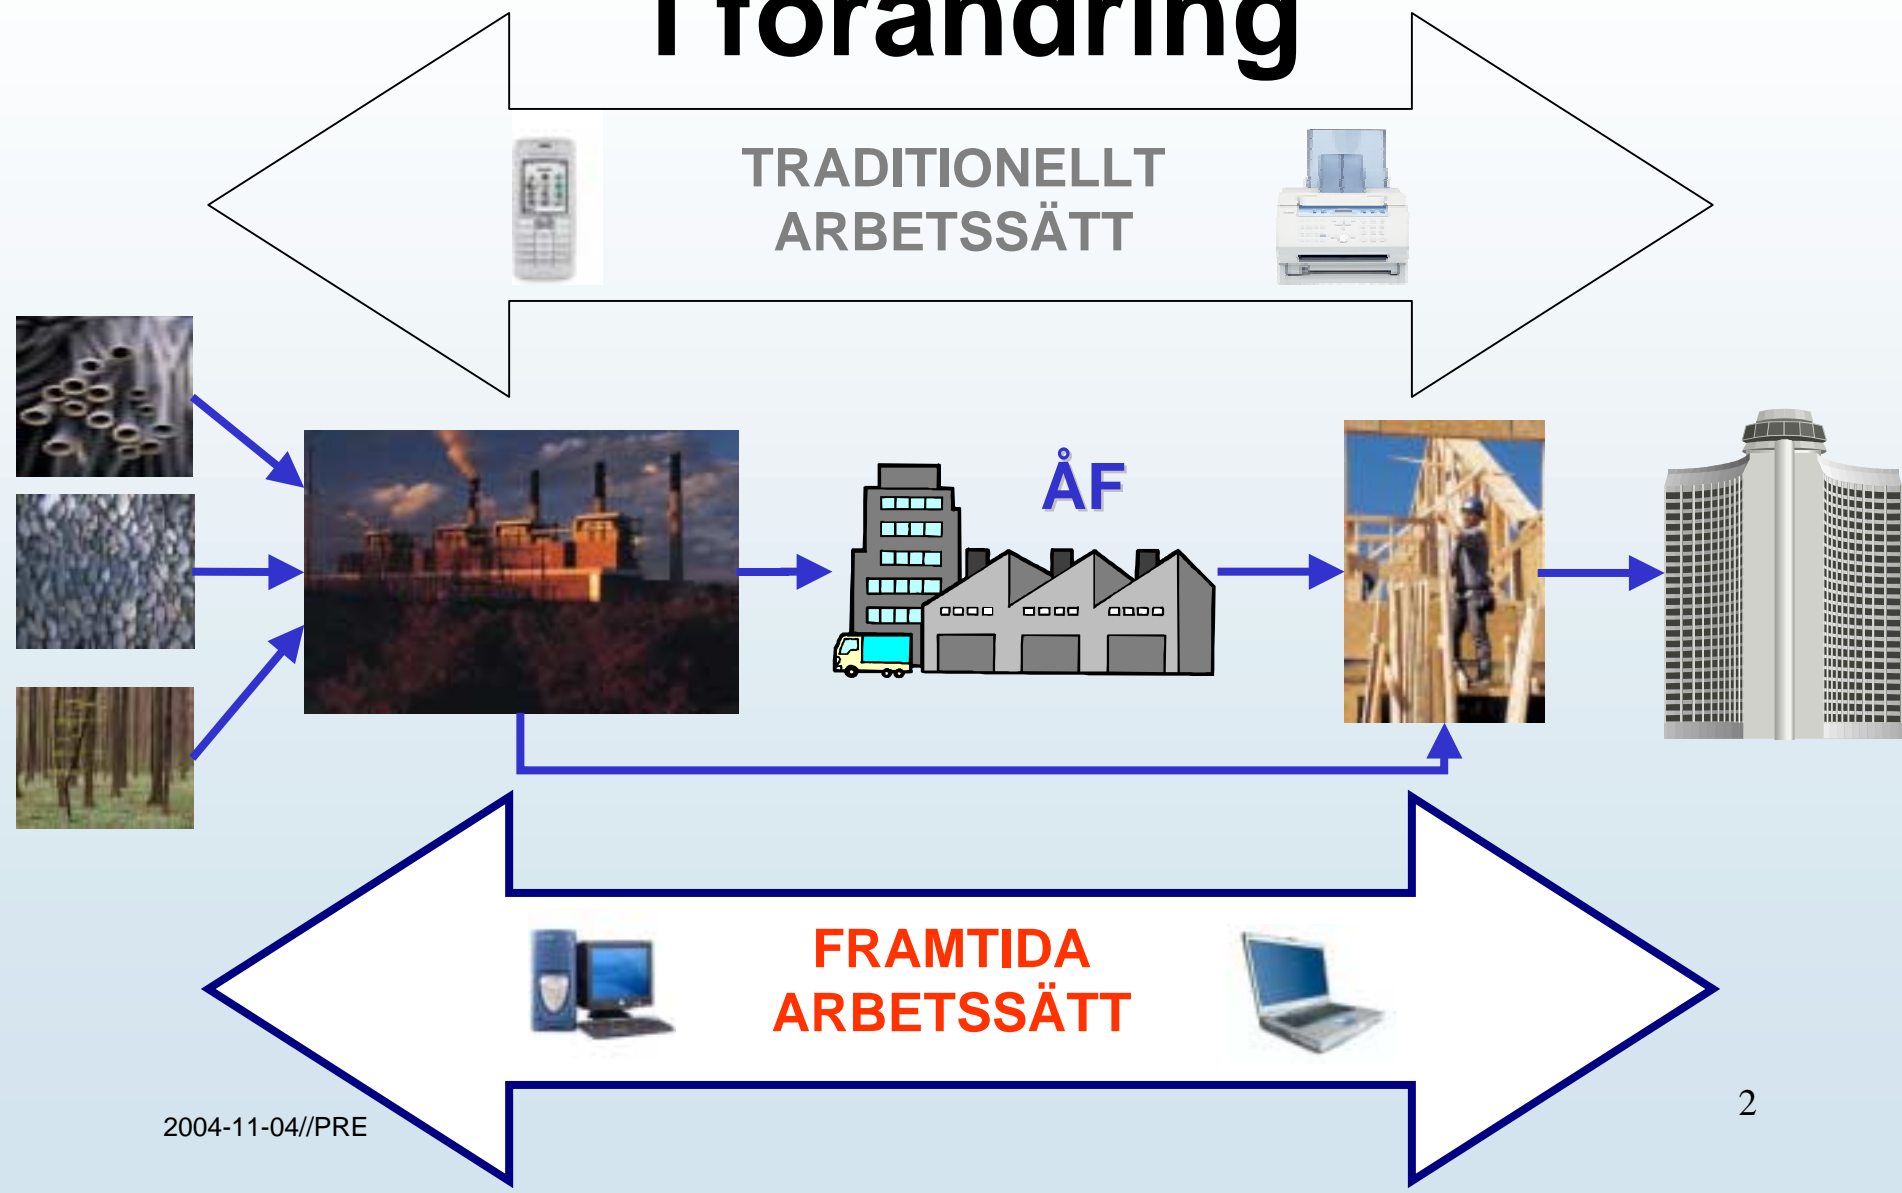 I förändring
TRADITIONELLT
ARBETSSÄTT
ÅF
FRAMTIDA
ARBETSSÄTT
2004-11-04//PRE
2